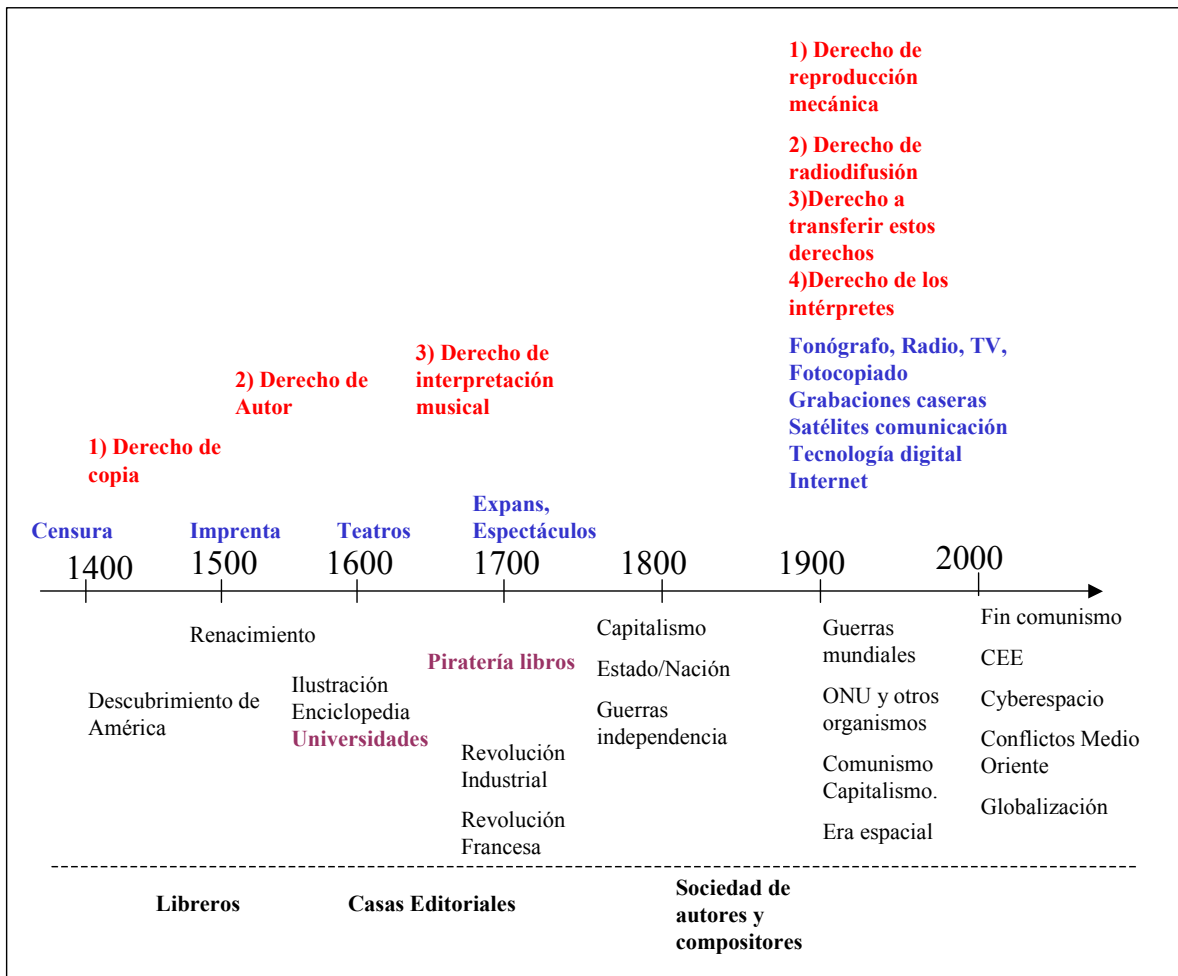 1) Derecho de
reproducción
mecánica
2) Derecho de
radiodifusión
3)Derecho a
transferir estos
derechos
4)Derecho de los
intérpretes
3) Derecho de
interpretación
musical
2) Derecho de
Autor
1) Derecho de
copia
Fonógrafo, Radio, TV,
Fotocopiado
Grabaciones caseras
Satélites comunicación
Tecnología digital
Internet
Censura
Imprenta
Teatros
Expans,
Espectáculos
1400
1500
1600
1700
1800
1900
2000
Renacimiento
Descubrimiento de
América
Ilustración
Enciclopedia
Universidades
Piratería libros
Revolución
Industrial
Revolución
Francesa
Capitalismo
Estado/Nación
Guerras
independencia
Guerras
mundiales
ONU y otros
organismos
Comunismo
Capitalismo.
Era espacial
Fin comunismo
CEE
Cyberespacio
Conflictos Medio
Oriente
Globalización
Libreros
Casas Editoriales
Sociedad de
autores y
compositores